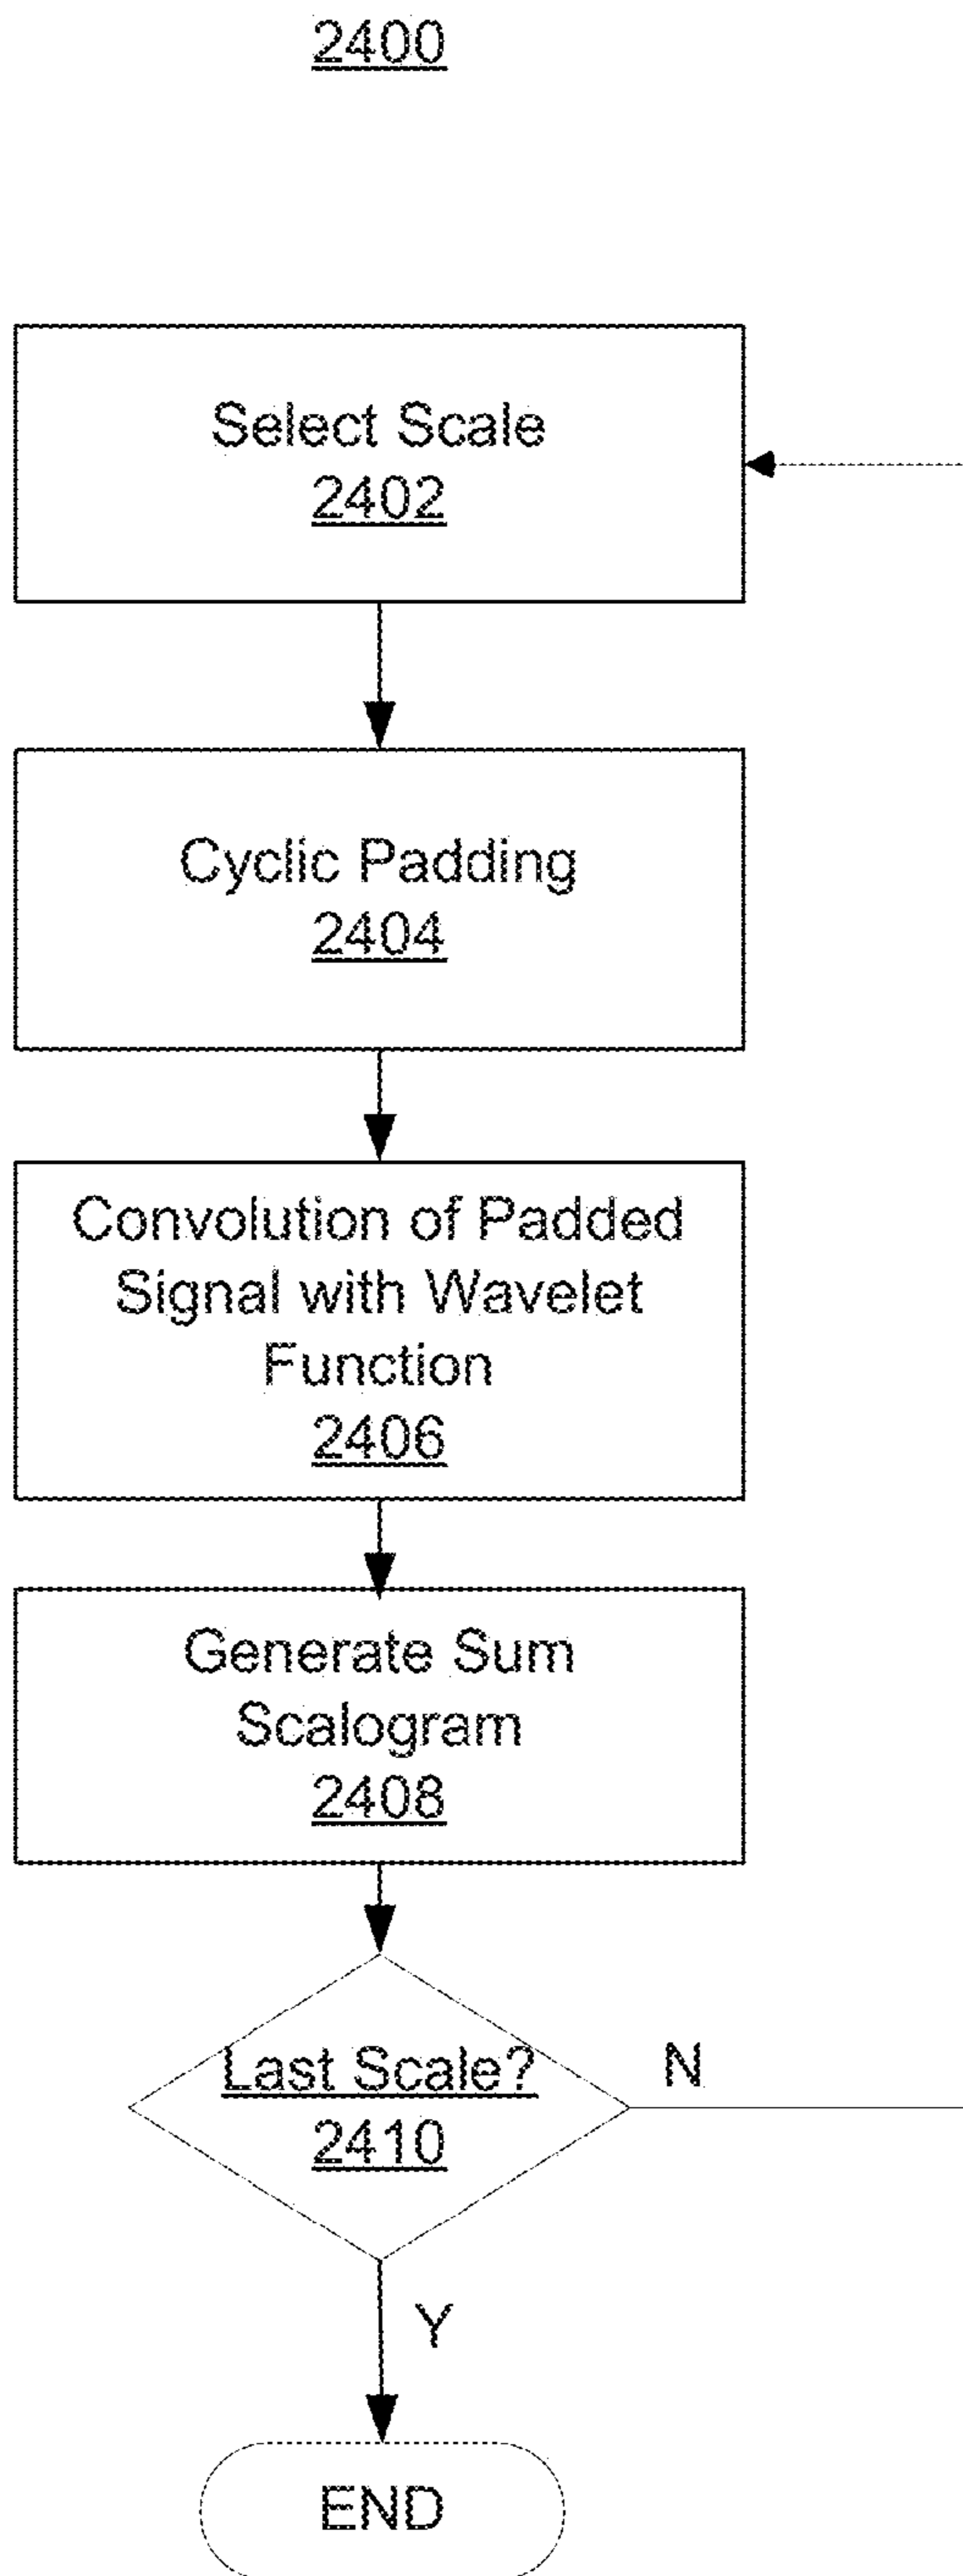 2400
Select Scale
2402
Cyclic Padding
2404
Convolution of Padded
Signal with Wavelet
Function
2406
Generate Sum
Scalogram
2408
Last Scale?
2410
N
Y
END